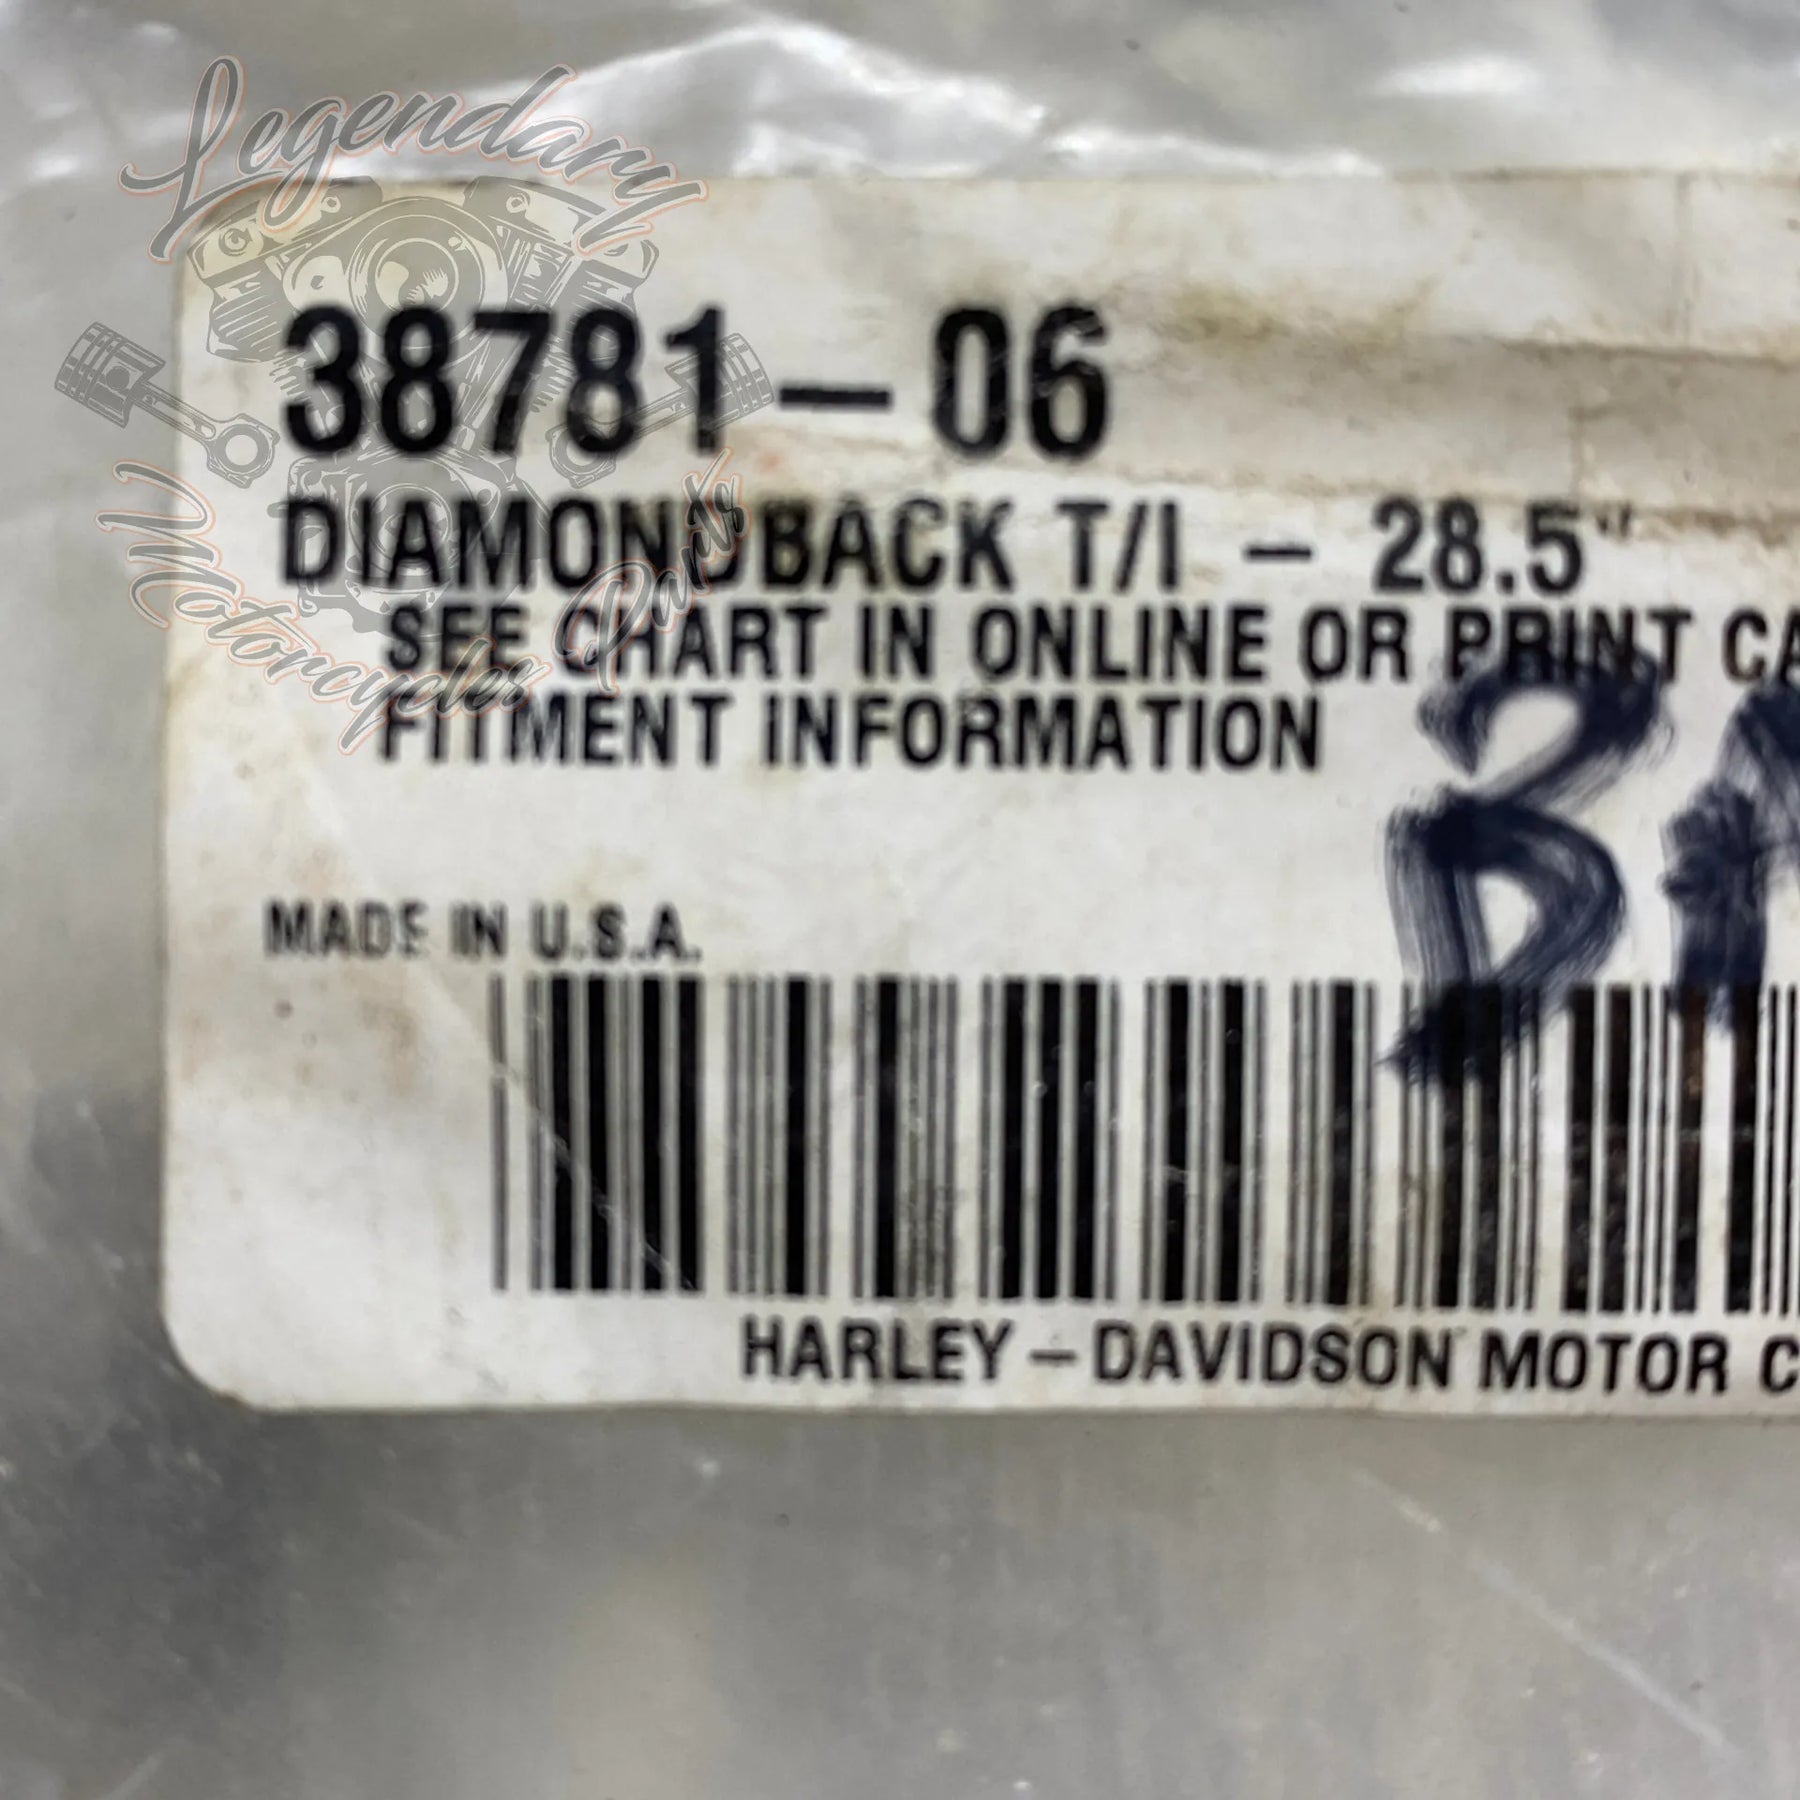 Legendary
Motorcycles Parts
38781-06
DIAMONDBACK T/I - 28.5"
SEE CHART IN ONLINE OR PRINT
FITMENT INFORMATION
MADE IN U.S.A.
HARLEY-DAVIDSON MOTOR